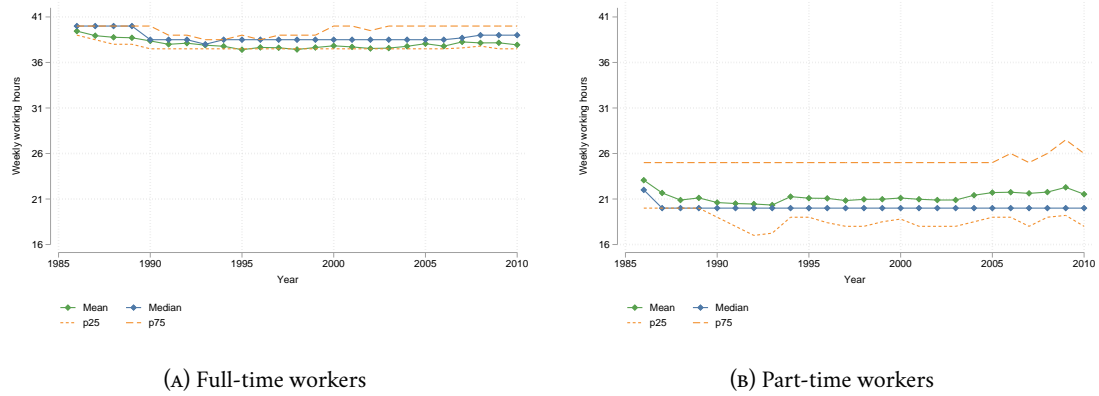 41
36
31
26
21
16
Weekly working hours
1985 1990 1995 2000 2005 2010
Year
Mean Median
p25 p75
(A) Full-time workers
41
36
31
26
21
16
Weekly working hours
1985 1990 1995 2000 2005 2010
Year
Mean Median
p25 p75
(B) Part-time workers